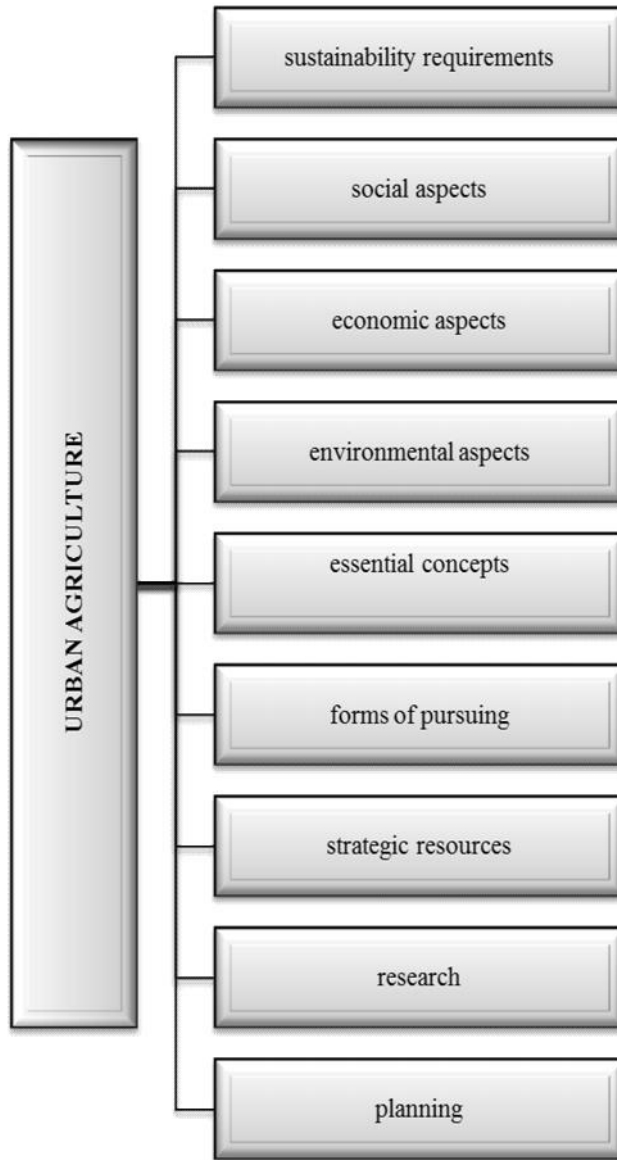 URBAN AGRICULTURE
sustainability requirements
social aspects
economic aspects
environmental aspects
essential concepts
forms of pursuing
strategic resources
research
planning